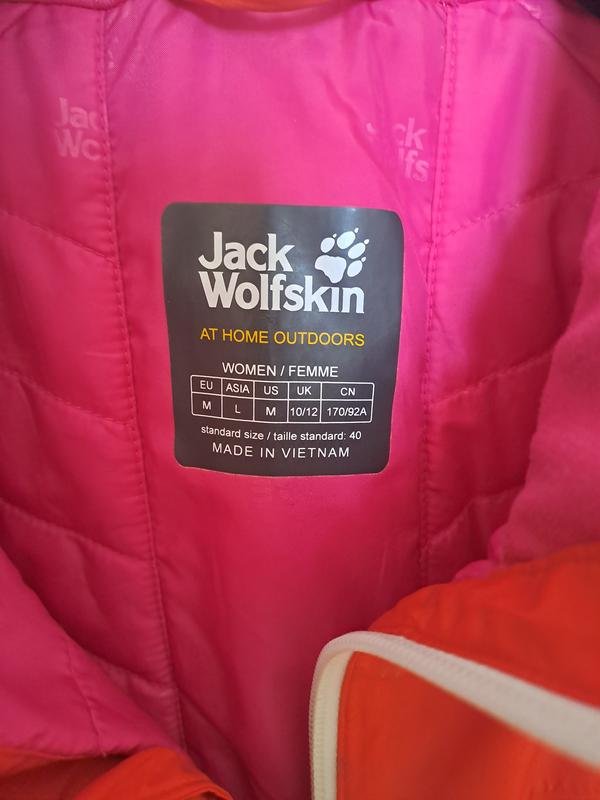 Jack
Wolfskin
AT HOME OUTDOORS
WOMEN / FEMME
EU ASIA US UK CN
M L M 10/12 170/92A
standard size / taille standard: 40
MADE IN VIETNAM